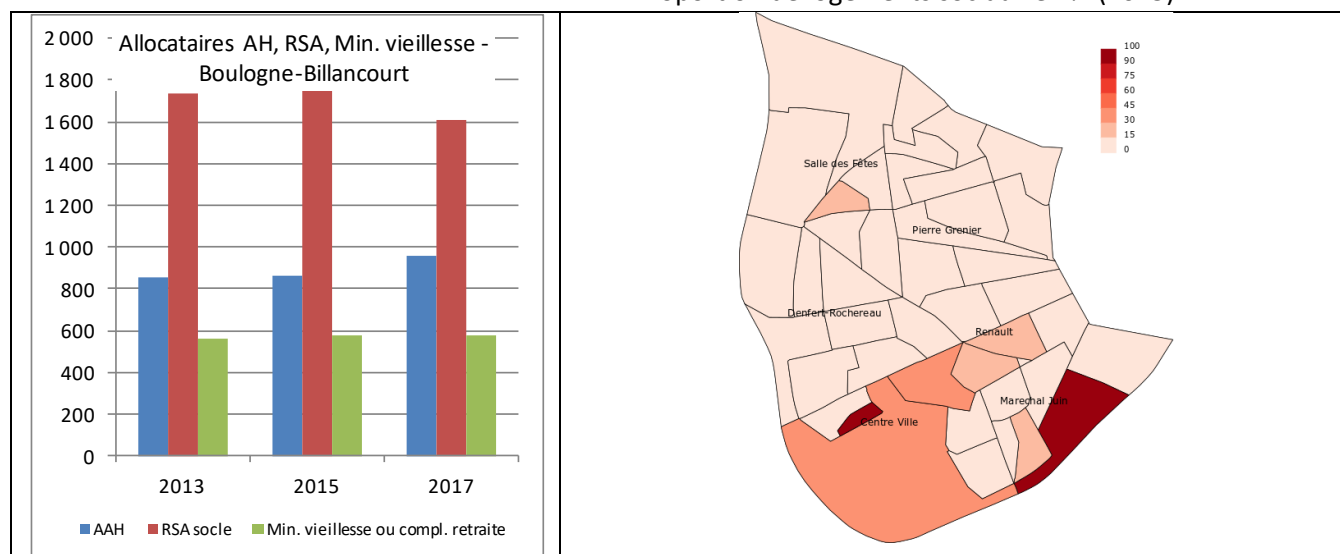 2 000
Allocataires AH, RSA, Min. vieillesse -
Boulogne-Billancourt
1 800
1 600
1 400
1 200
1 000
800
600
400
200
0
2013 2015 2017
AAH RSA socle Min. vieillesse ou compl. retraite
100
90
75
60
45
30
15
0
Salle des Fêtes
Pierre Grenier
Denfert-Rochereau
Renault
Marechal Juin
Centre Ville